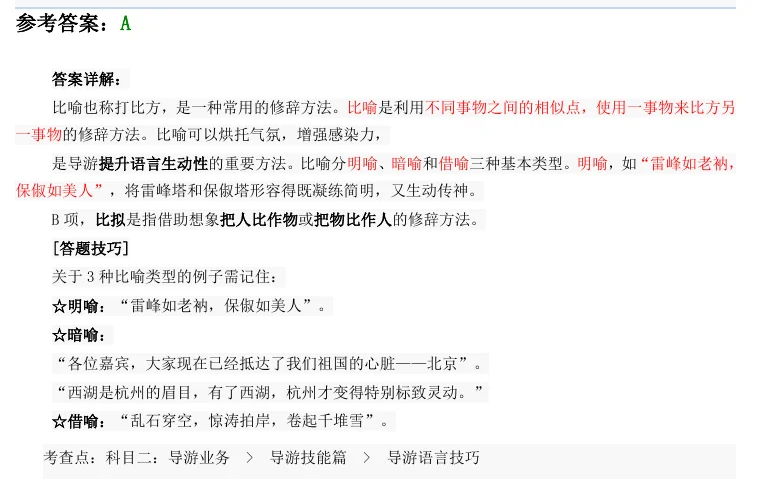 参考答案：A
答案详解：
比喻也称打比方，是一种常用的修辞方法。比喻是利用不同事物之间的相似点，使用一事物来比方另
一事物的修辞方法。比喻可以烘托气氛，增强感染力，
是导游提升语言生动性的重要方法。比喻分明喻、暗喻和借喻三种基本类型。明喻，如“雷峰如老衲，
保俶如美人”，将雷峰塔和保俶塔形容得既凝练简明，又生动传神。
B 项，比拟是指借助想象把人比作物或把物比作人的修辞方法。
[答题技巧]
关于 3 种比喻类型的例子需记住：
☆明喻：“雷峰如老衲，保俶如美人”。
☆暗喻：
“各位嘉宾，大家现在已经抵达了我们祖国的心脏——北京”。
“西湖是杭州的眉目，有了西湖，杭州才变得特别标致灵动。”
☆借喻：“乱石穿空，惊涛拍岸，卷起千堆雪”。
考查点：科目二：导游业务 > 导游技能篇 > 导游语言技巧